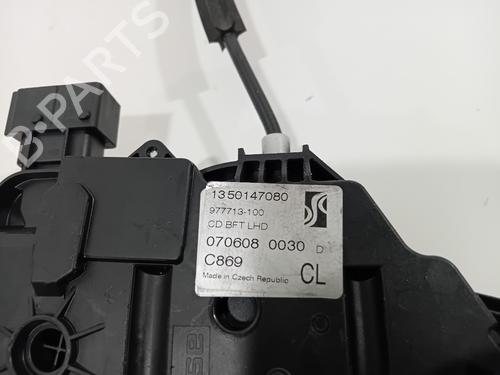 B-PARTS
1350147080
977713-100
CD BFT LHD
070608 0030 D
C869 CL
Made in Czech Republic